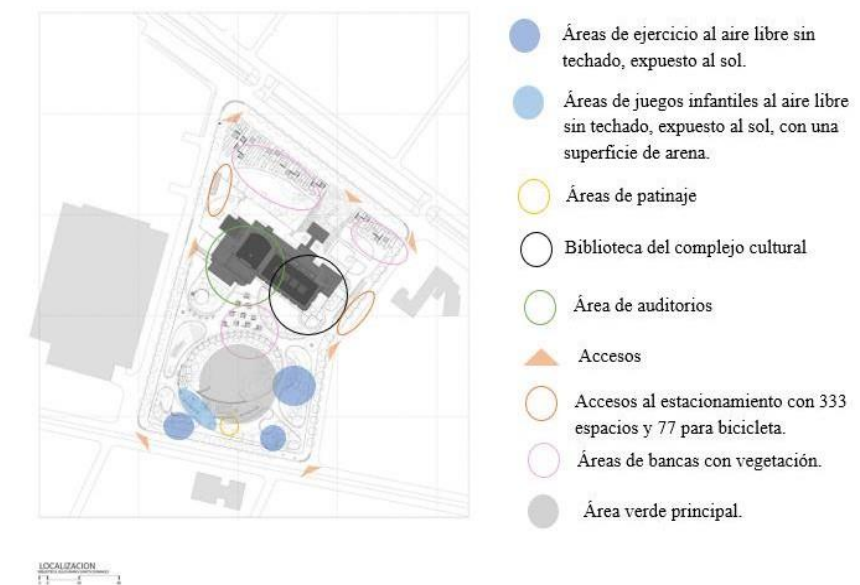 Áreas de ejercicio al aire libre sin
techado, expuesto al sol.
Áreas de juegos infantiles al aire libre
sin techado, expuesto al sol, con una
superficie de arena.
Áreas de patinaje
Biblioteca del complejo cultural
Área de auditorios
Accesos
Accesos al estacionamiento con 333
espacios y 77 para bicicleta.
Áreas de bancas con vegetación.
Área verde principal.
LOCALIZACION